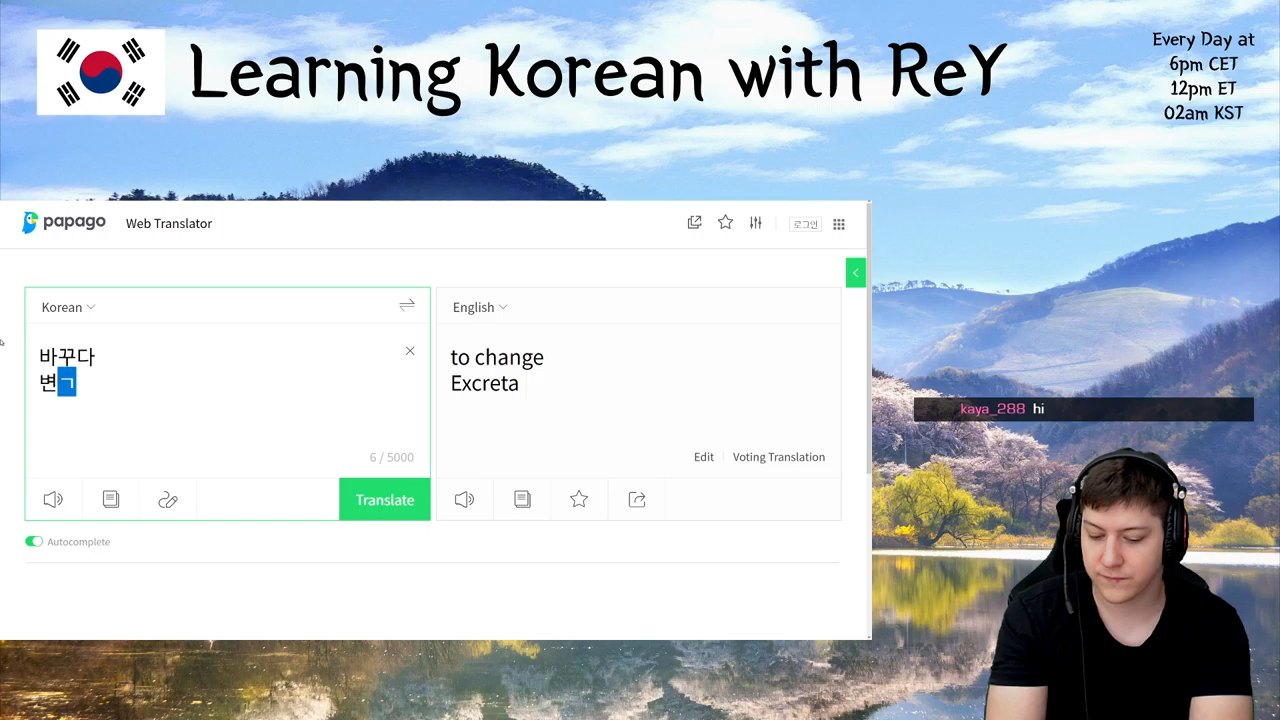 Learning Korean with ReY
Every Day at
6pm CET
12pm ET
02am KST
papago
Web Translator
로그인
Korean
English
바꾸다
변ㄱ
to change
Excreta
6 / 5000
Edit
Voting Translation
Translate
Autocomplete
kaya_288 hi